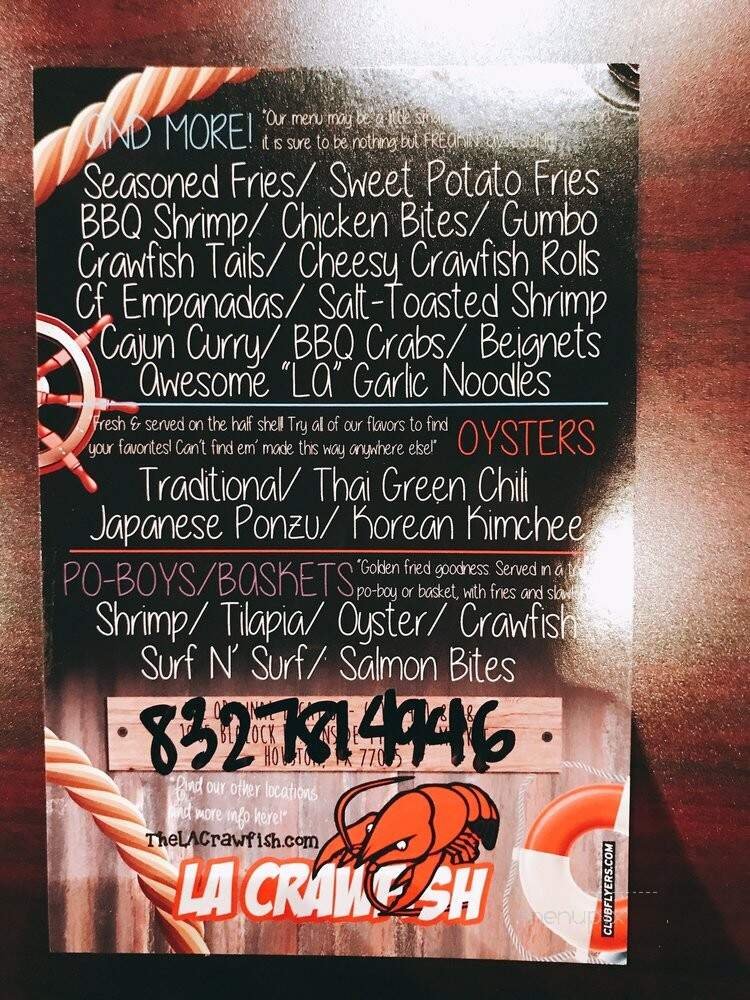 AND MORE! "Our menu may be a little
it is sure to be nothing but
Seasoned Fries/ Sweet Potato Fries
BBQ Shrimp/ Chicken Bites/ Gumbo
Crawfish Tails/ Cheesy Crawfish Rolls
Cf Empanadas/ Salt-Toasted Shrimp
Cajun Curry/ BBQ Crabs/ Beignets
Awesome "LA" Garlic Noodles
Fresh & served on the half shell! Try all of our flavors to find
your favorites! Can't find em' made this way anywhere else!"
OYSTERS
Traditional/ Thai Green Chili
Japanese Ponzu/ Korean Kimchee
PO-BOYS/BASKETS "Golden fried goodness. Served in a
po-boy or basket, with fries and slaw
Shrimp/ Tilapia/ Oyster/ Crawfish
Surf N' Surf/ Salmon Bites
832 7814946
"find our other locations
and more info here!"
TheLACrawfish.com
LA CRAWFISH
CLUBFLYERS.COM